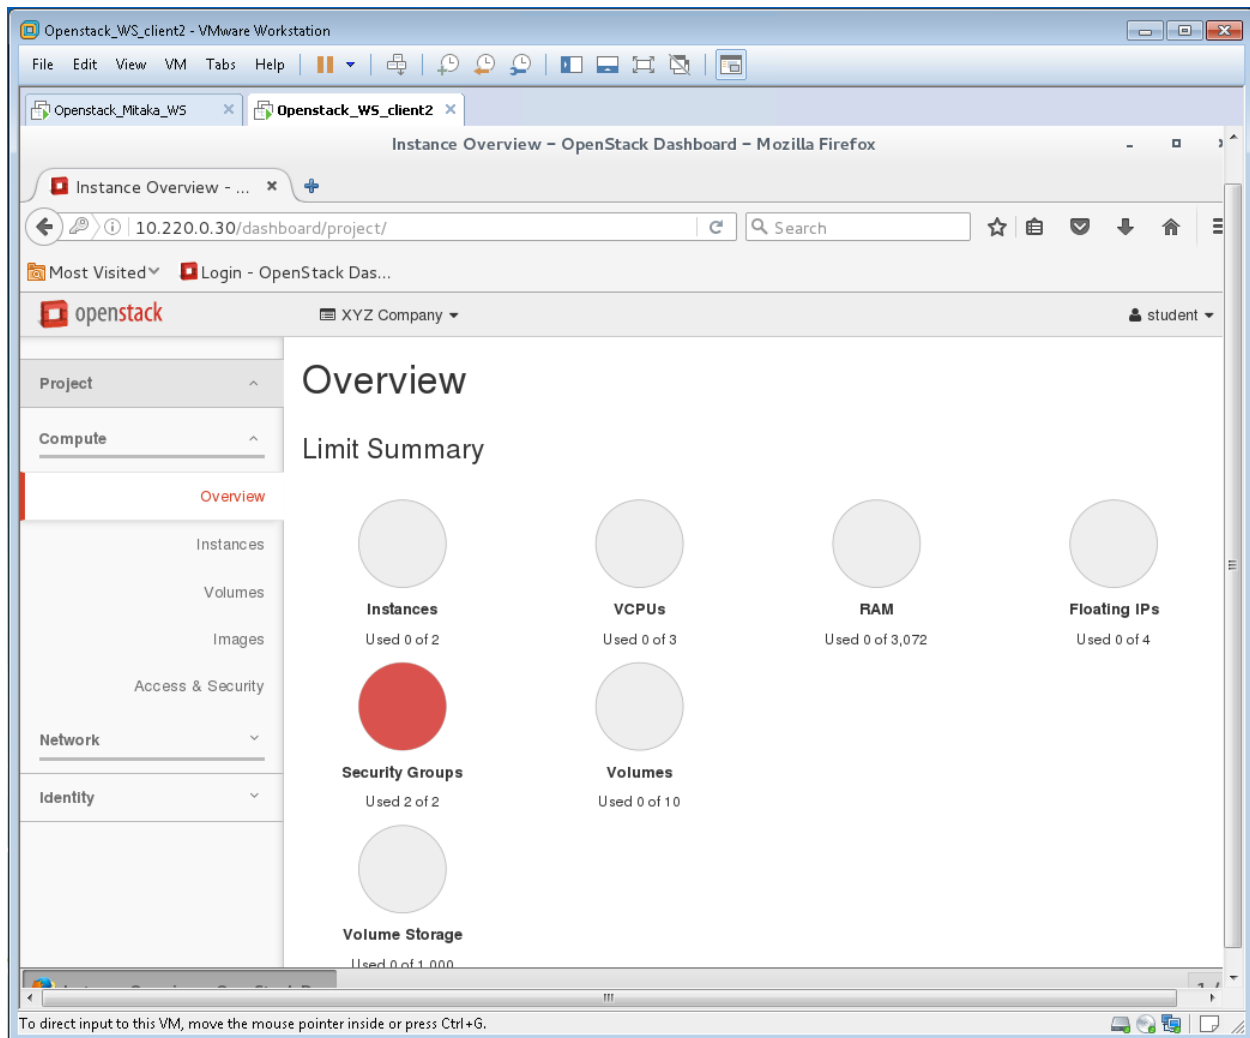 Openstack_WS_client2 - VMware Workstation
File Edit View VM Tabs Help
Openstack_Mitaka_WS Openstack_WS_client2
Instance Overview - OpenStack Dashboard - Mozilla Firefox
Instance Overview - ...
10.220.0.30/dashboard/project/ Search
Most Visited Login - OpenStack Das...
openstack XYZ Company student
Project
Compute
Overview
Instances
Volumes
Images
Access & Security
Network
Identity
Overview
Limit Summary
Instances VCPUs RAM Floating IPs
Used 0 of 2 Used 0 of 3 Used 0 of 3,072 Used 0 of 4
Security Groups Volumes
Used 2 of 2 Used 0 of 10
Volume Storage
Used 0 of 1,000
To direct input to this VM, move the mouse pointer inside or press Ctrl+G.